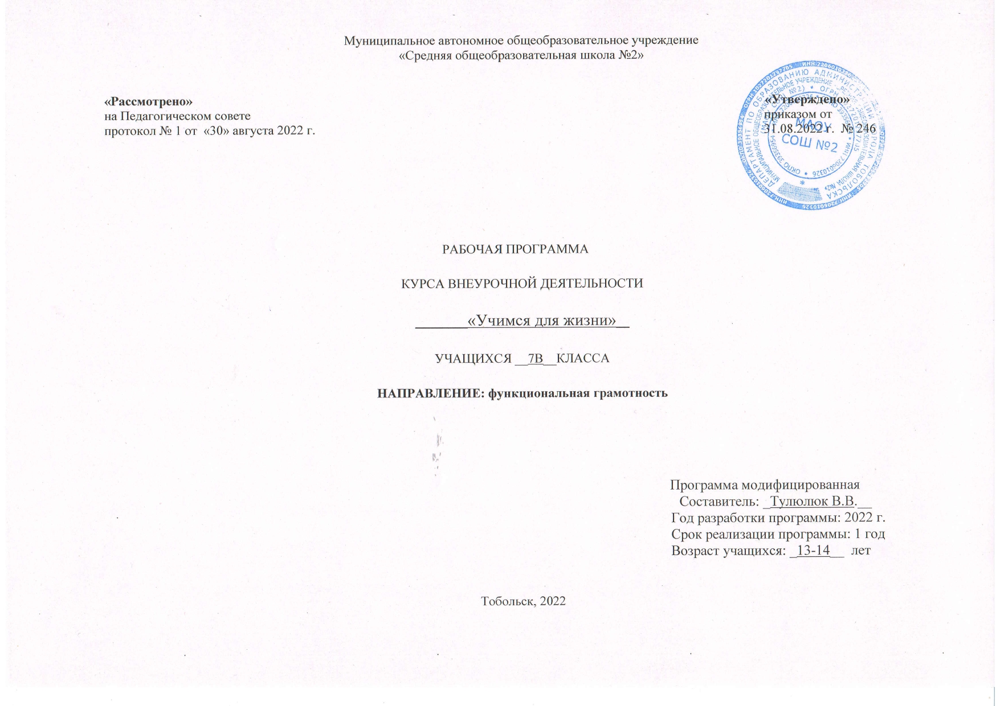 Муниципальное автономное общеобразовательное учреждение
«Средняя общеобразовательная школа №2»
«Рассмотрено»
на Педагогическом совете
протокол № 1 от «30» августа 2022 г.
«Утверждено»
приказом от
31.08.2022 г. № 246
МАОУ
СОШ №2
ДЕПАРТАМЕНТ ПО ОБРАЗОВАНИЮ АДМИНИСТРАЦИИ ГОРОДА ТОБОЛЬСКА
РАБОЧАЯ ПРОГРАММА
КУРСА ВНЕУРОЧНОЙ ДЕЯТЕЛЬНОСТИ
_______«Учимся для жизни»__
УЧАЩИХСЯ __7В__КЛАССА
НАПРАВЛЕНИЕ: функциональная грамотность
Программа модифицированная
Составитель: _Тулюлюк В.В.__
Год разработки программы: 2022 г.
Срок реализации программы: 1 год
Возраст учащихся: _13-14__ лет
Тобольск, 2022